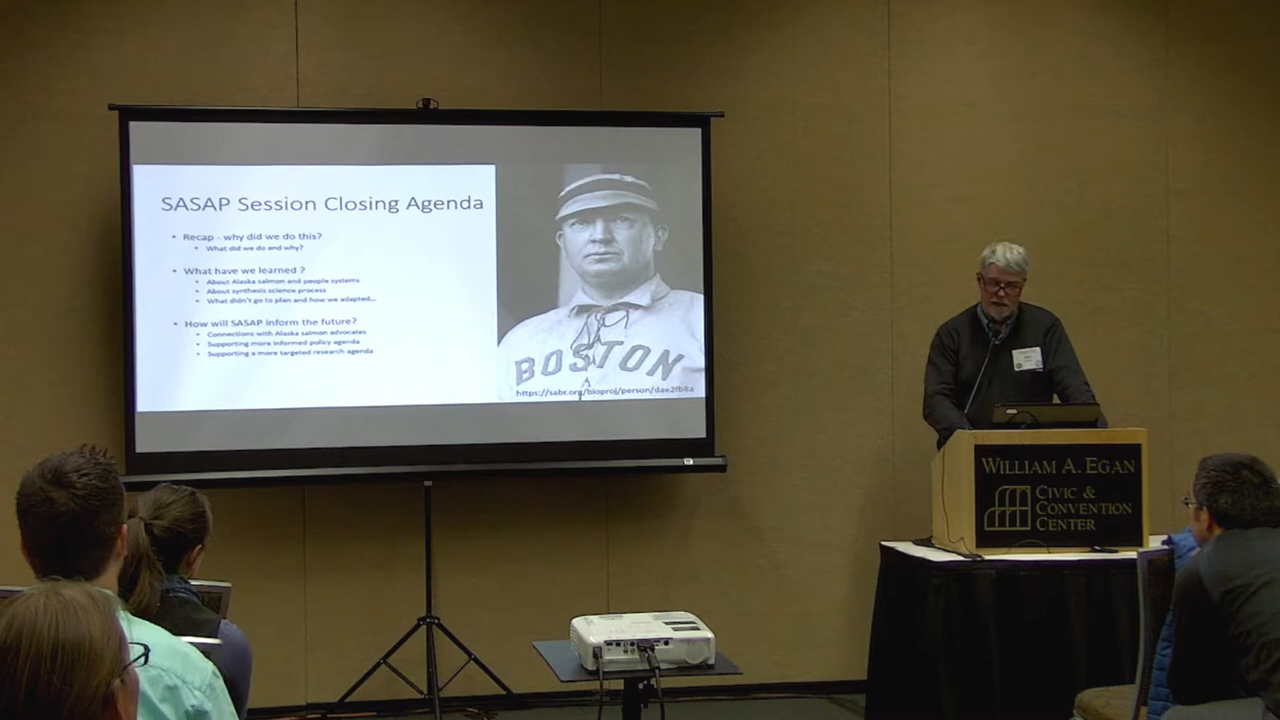 SASAP Session Closing Agenda
• Recap - why did we do this?
• What did we do and why?
• What have we learned ?
• About Alaska salmon and people systems
• About synthesis science process
• What didn't go to plan and how we adapted...
• How will SASAP inform the future?
• Connections with Alaska salmon advocates
• Supporting more informed policy agenda
• Supporting a more targeted research agenda
BOSTON
https://sabr.org/bioproj/person/dae2fb8a
WILLIAM A. EGAN
CIVIC &
CONVENTION
CENTER